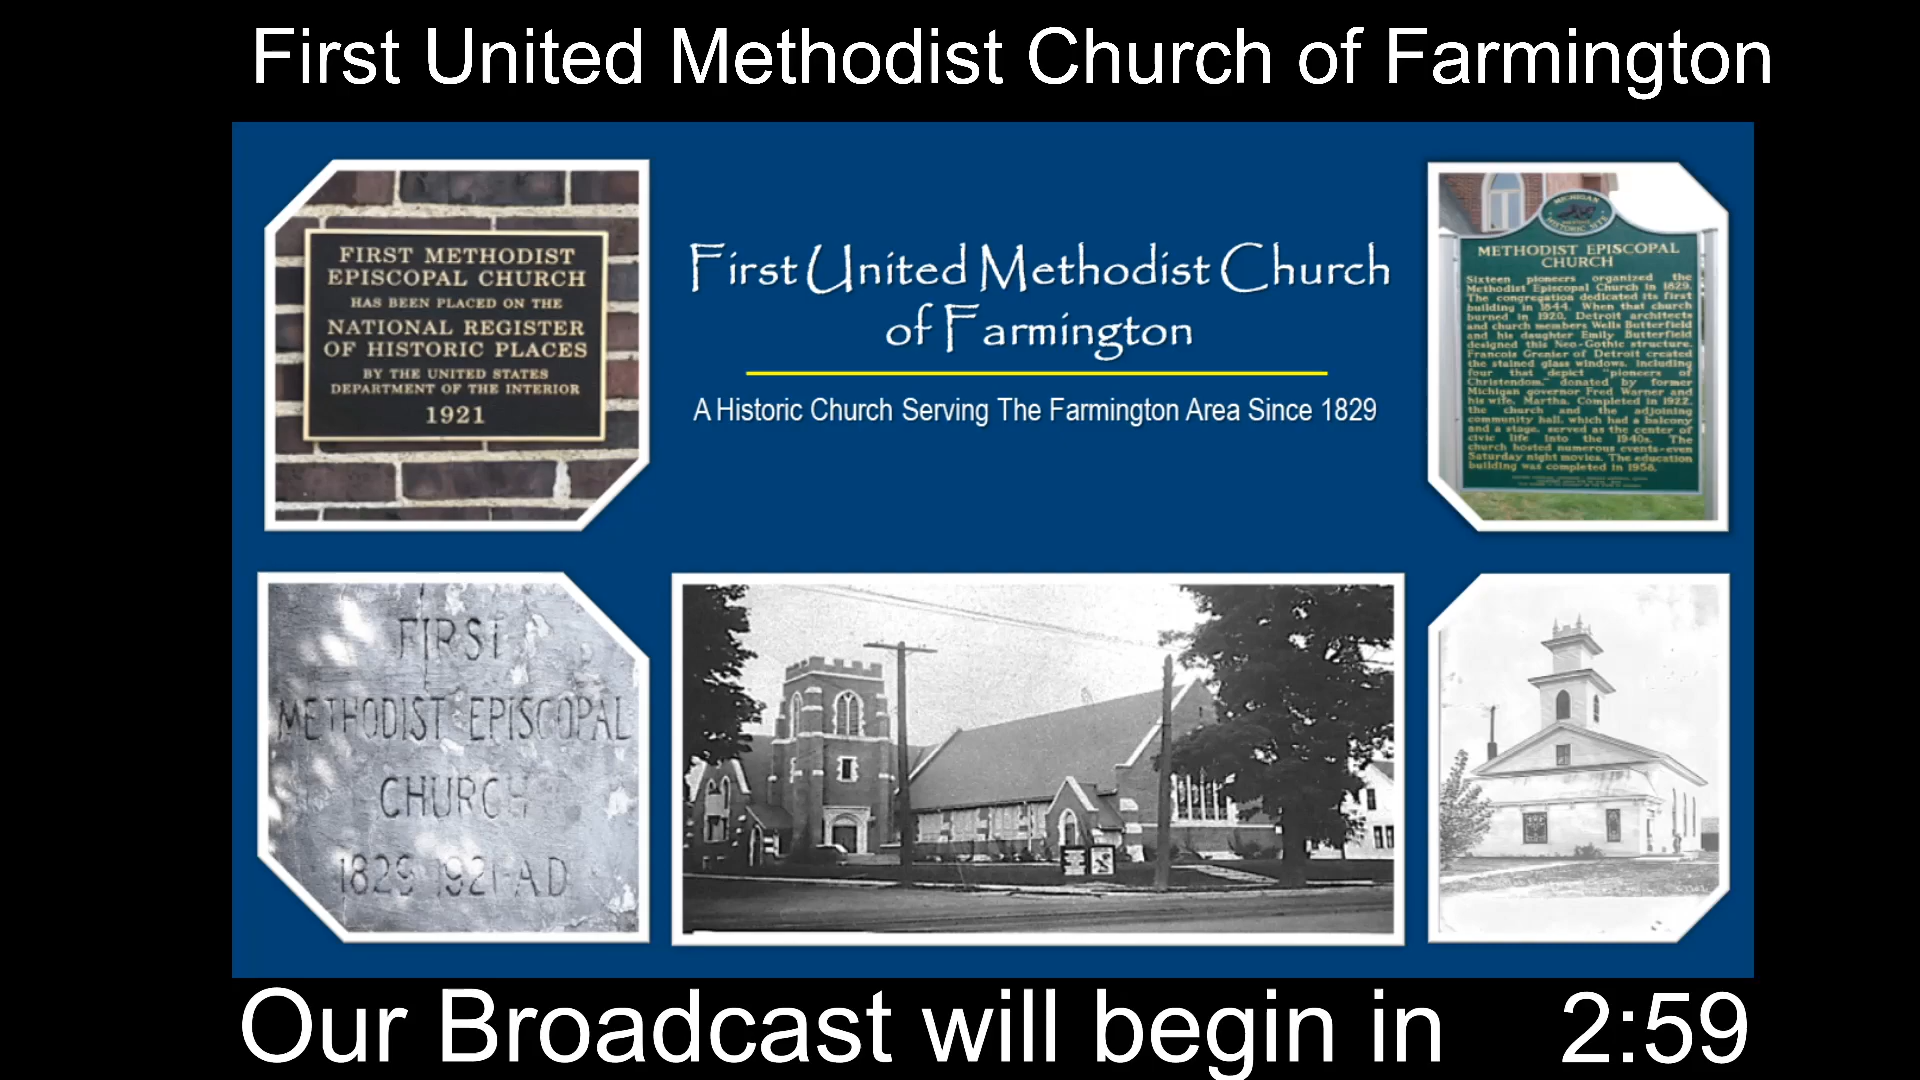 First United Methodist Church of Farmington
FIRST METHODIST
EPISCOPAL CHURCH
HAS BEEN PLACED ON THE
NATIONAL REGISTER
OF HISTORIC PLACES
BY THE UNITED STATES
DEPARTMENT OF THE INTERIOR
1921
First United Methodist Church
of Farmington
A Historic Church Serving The Farmington Area Since 1829
MICHIGAN
HISTORIC SITE
METHODIST EPISCOPAL
CHURCH
Sixteen pioneers organized the
Methodist Episcopal Church in 1829.
The congregation dedicated its first
building in 1844. When that church
burned in 1920, Detroit architects
and church members Wells Butterfield
and his daughter Emily Butterfield
designed this Neo-Gothic structure.
Francois Grenier of Detroit created
the stained glass windows, including
four that depict "pioneers of
Christendom," donated by former
Michigan governor Fred Warner and
his wife, Martha. Completed in 1922,
the church and the adjoining
community hall, which had a balcony
and a stage, served as the center of
civic life into the 1940s. The
church hosted numerous events-even
Saturday night movies. The education
building was completed in 1958.
FIRST
METHODIST EPISCOPAL
CHURCH
1829 1921 A D
Our Broadcast will begin in 2:59